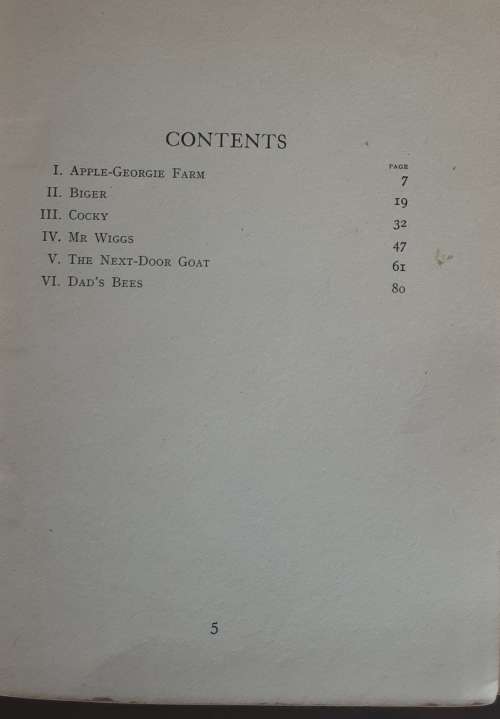 CONTENTS
PAGE
I. Apple-Georgie Farm 7
II. Biger 19
III. Cocky 32
IV. Mr Wiggs 47
V. The Next-Door Goat 61
VI. Dad's Bees 80
5